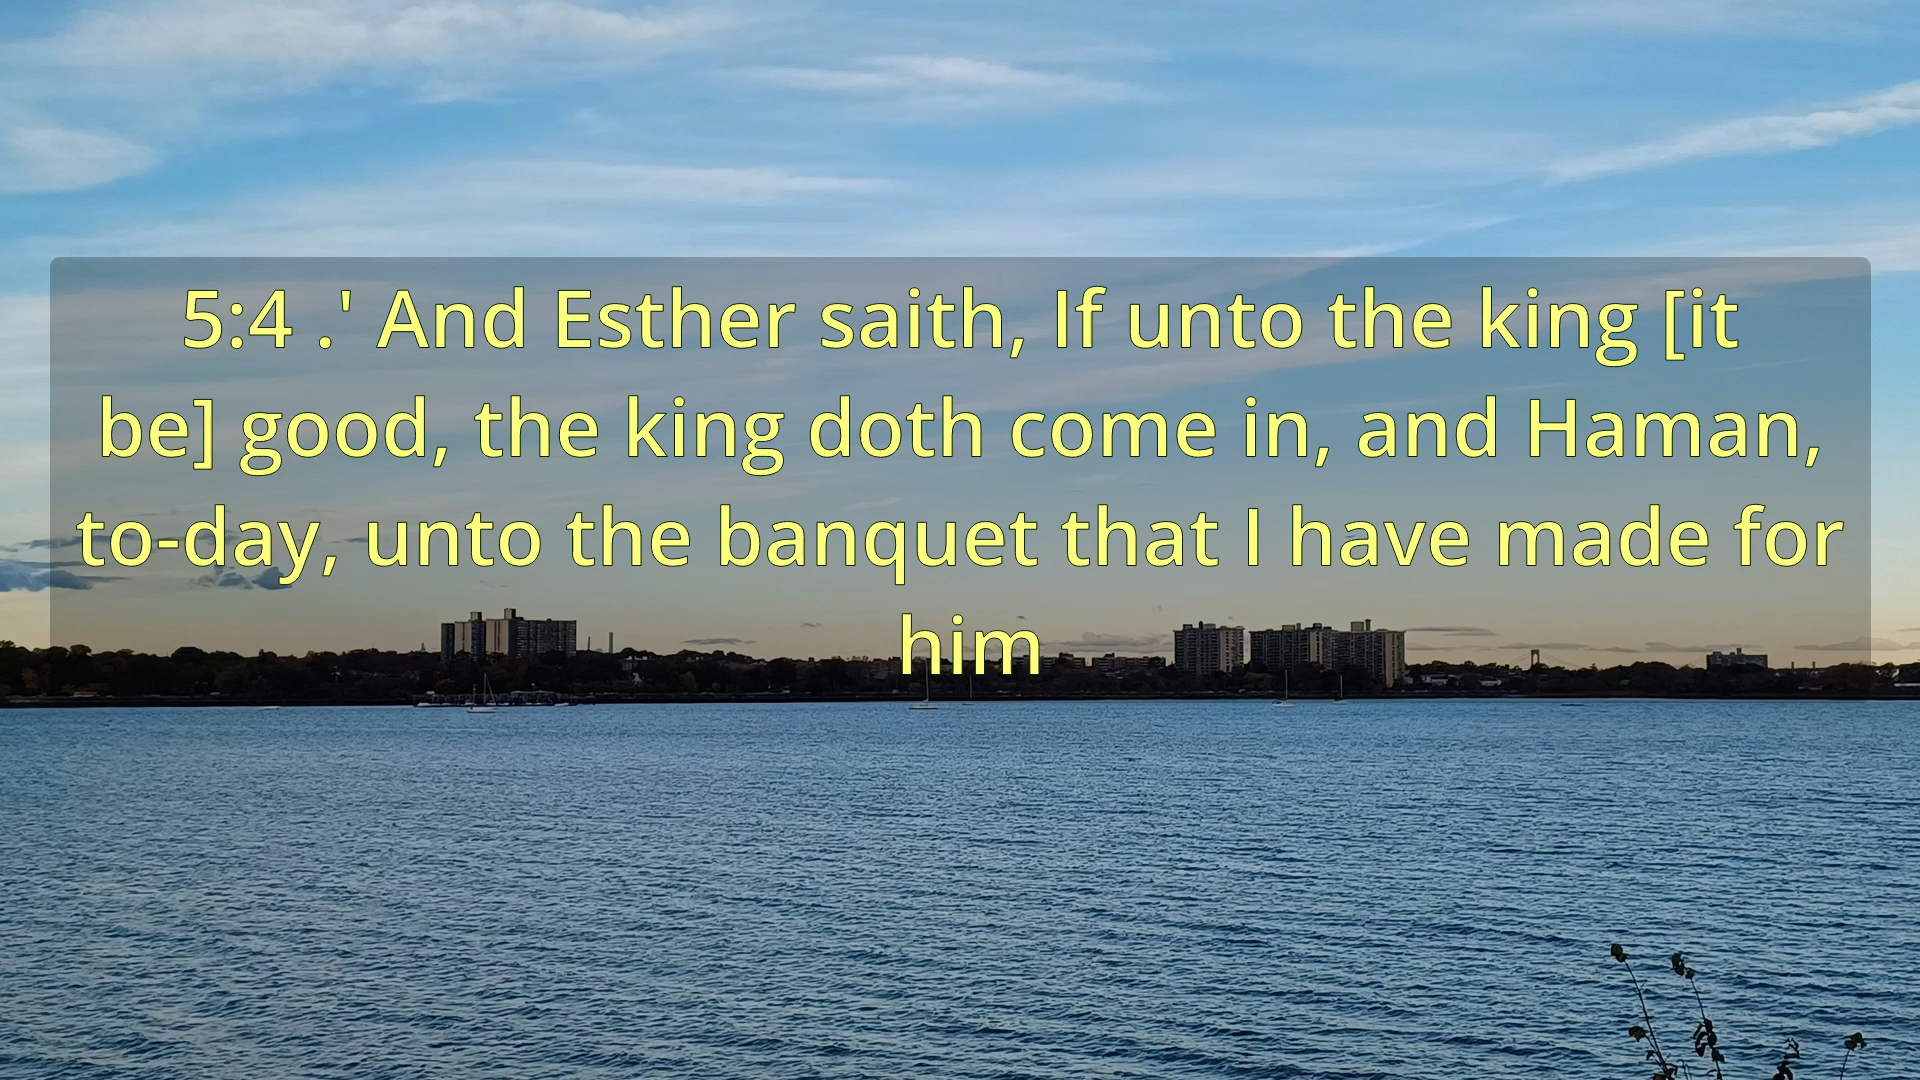 5:4 .' And Esther saith, If unto the king [it
be] good, the king doth come in, and Haman,
to-day, unto the banquet that I have made for
him